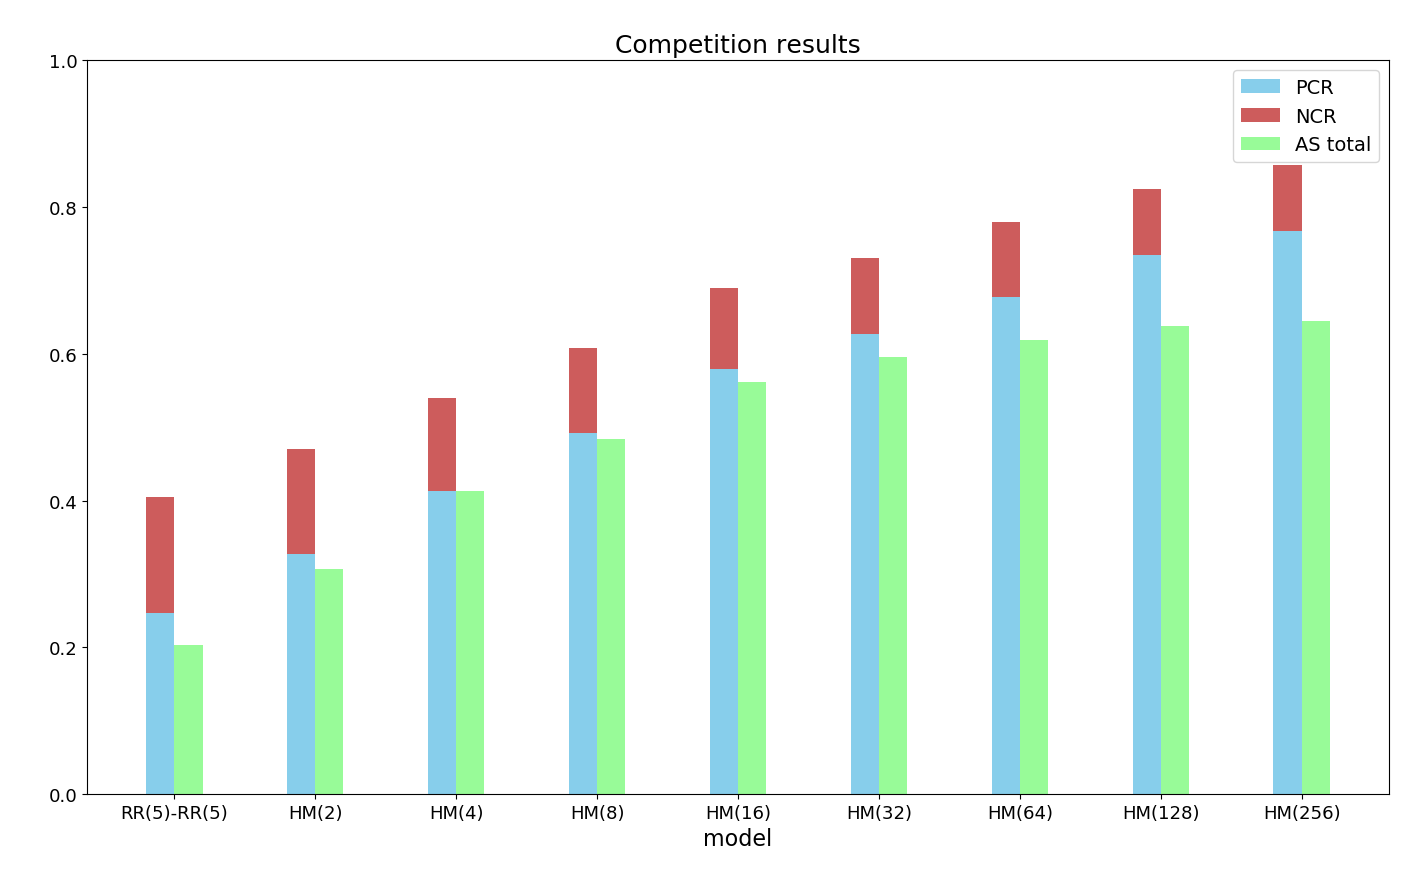 Competition results
1.0
0.8
0.6
0.4
0.2
0.0
PCR
NCR
AS total
RR(5)-RR(5) HM(2) HM(4) HM(8) HM(16) HM(32) HM(64) HM(128) HM(256)
model